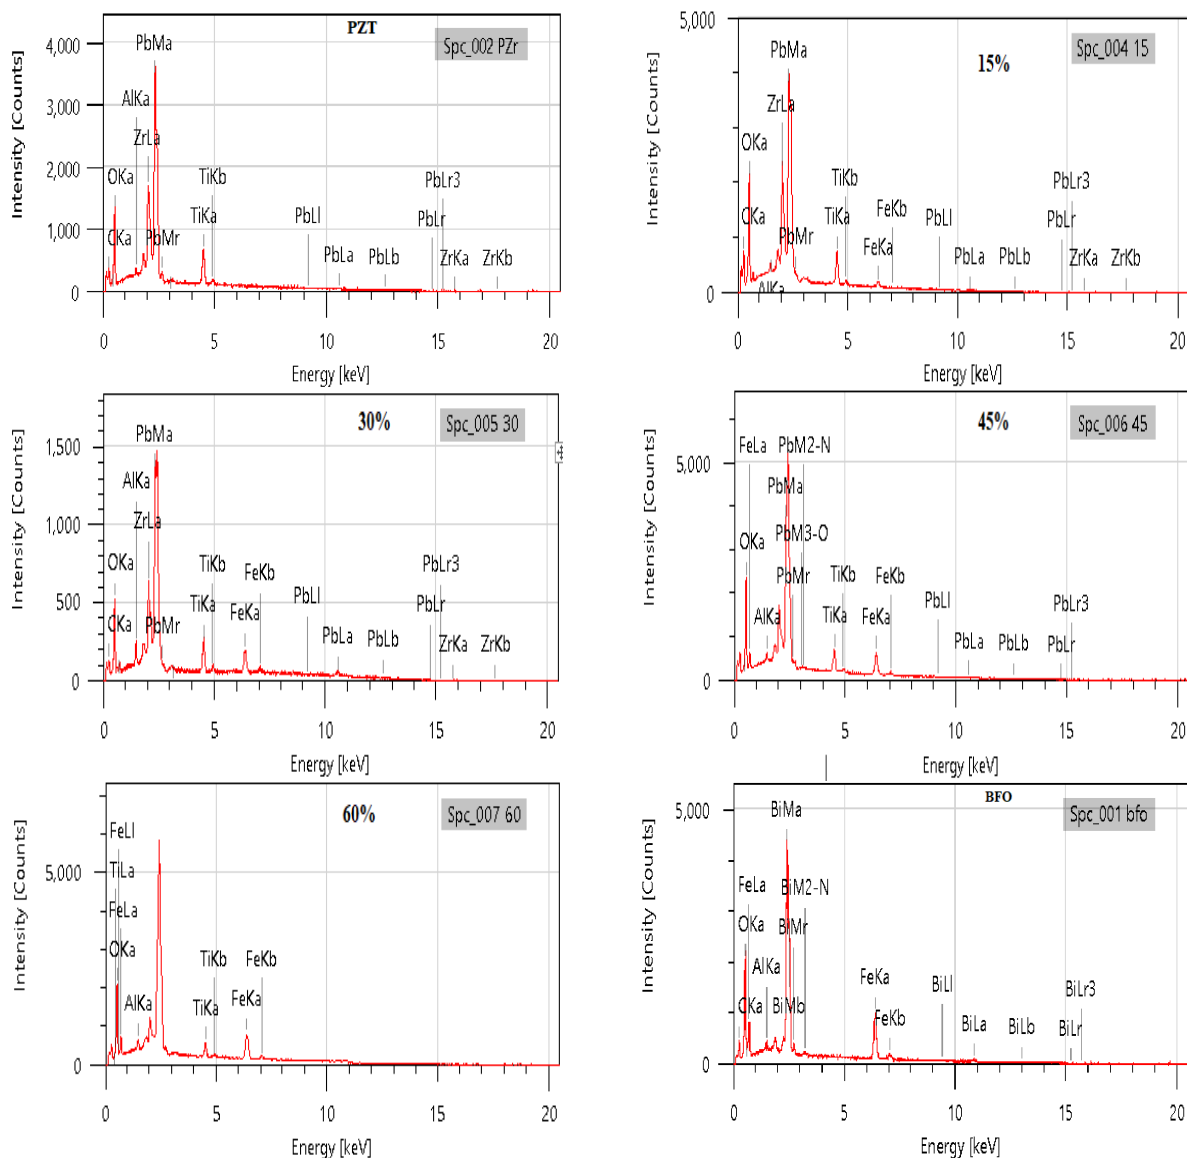 PZT
Spc_002 PZr
Intensity [Counts]
4,000
3,000
2,000
1,000
0
PbMa
AlKa
ZrLa
OKa
CKa
PbMr
TiKb
TiKa
PbLl
PbLa
PbLb
PbLr3
PbLr
ZrKa
ZrKb
0 5 10 15 20
Energy [keV]
15%
Spc_004 15
Intensity [Counts]
5,000
0
PbMa
ZrLa
OKa
CKa
PbMr
AlKa
TiKb
TiKa
FeKb
FeKa
PbLl
PbLa
PbLb
PbLr3
PbLr
ZrKa
ZrKb
0 5 10 15 20
Energy [keV]
30%
Spc_005 30
Intensity [Counts]
1,500
1,000
500
0
PbMa
AlKa
ZrLa
OKa
CKa
PbMr
TiKb
TiKa
FeKb
FeKa
PbLl
PbLa
PbLb
PbLr3
PbLr
ZrKa
ZrKb
0 5 10 15 20
Energy [keV]
45%
Spc_006 45
Intensity [Counts]
5,000
0
FeLa
PbM2-N
PbMa
PbM3-O
OKa
PbMr
AlKa
TiKb
TiKa
FeKb
FeKa
PbLl
PbLa
PbLb
PbLr3
PbLr
0 5 10 15 20
Energy [keV]
60%
Spc_007 60
Intensity [Counts]
5,000
0
FeLl
TiLa
FeLa
OKa
AlKa
TiKb
TiKa
FeKb
FeKa
0 5 10 15 20
Energy [keV]
BFO
Spc_001 bfo
Intensity [Counts]
5,000
0
BiMa
FeLa
BiM2-N
OKa
BiMr
AlKa
CKa
BiMb
FeKa
FeKb
BiLl
BiLa
BiLb
BiLr3
BiLr
0 5 10 15 20
Energy [keV]